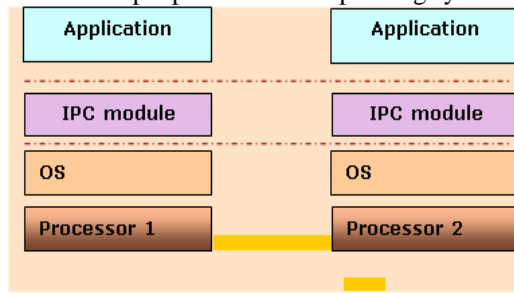 Application Application
IPC module IPC module
OS OS
Processor 1 Processor 2